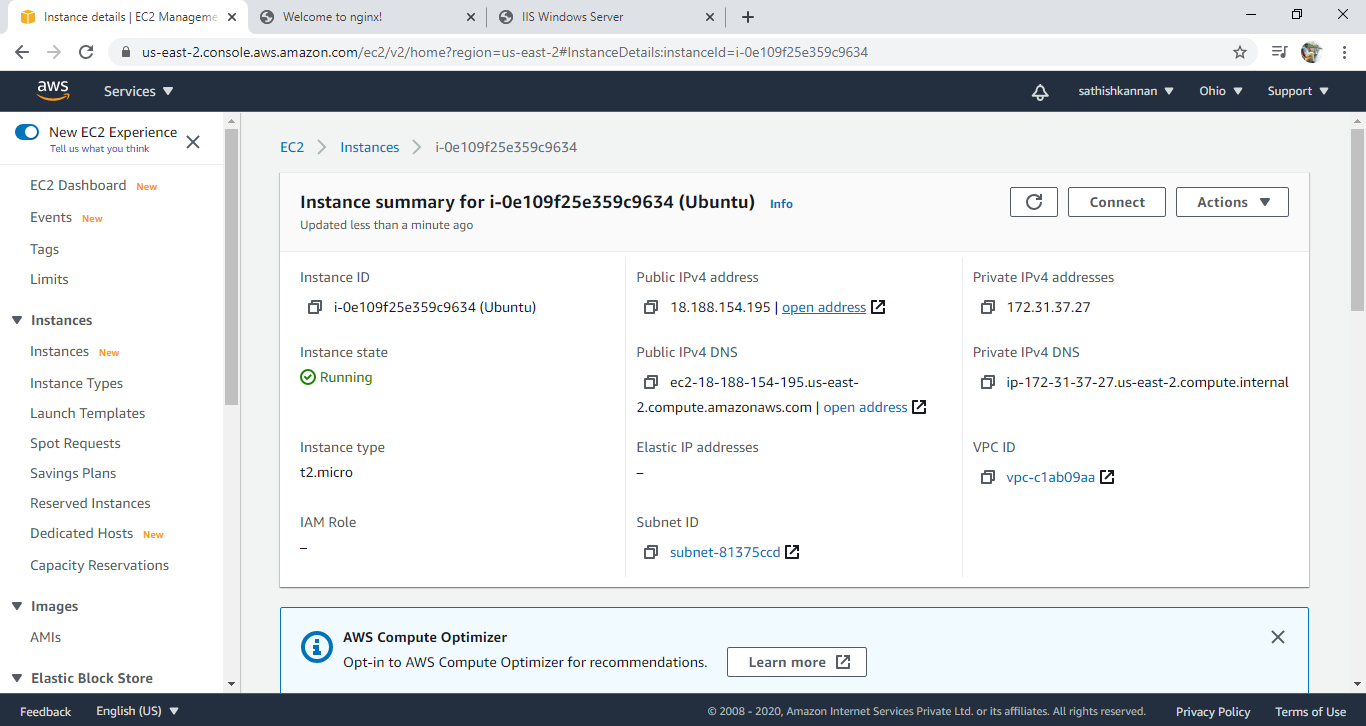 Instance details | EC2 Manageme
Welcome to nginx!
IIS Windows Server
us-east-2.console.aws.amazon.com/ec2/v2/home?region=us-east-2#InstanceDetails:instanceId=i-0e109f25e359c9634
aws
Services
sathishkannan
Ohio
Support
New EC2 Experience
Tell us what you think
EC2 Dashboard New
Events New
Tags
Limits
Instances
Instances New
Instance Types
Launch Templates
Spot Requests
Savings Plans
Reserved Instances
Dedicated Hosts New
Capacity Reservations
Images
AMIs
Elastic Block Store
EC2 > Instances > i-0e109f25e359c9634
Instance summary for i-0e109f25e359c9634 (Ubuntu) Info
Updated less than a minute ago
Connect
Actions
Instance ID
i-0e109f25e359c9634 (Ubuntu)
Public IPv4 address
18.188.154.195 | open address
Private IPv4 addresses
172.31.37.27
Instance state
Running
Public IPv4 DNS
ec2-18-188-154-195.us-east-
2.compute.amazonaws.com | open address
Private IPv4 DNS
ip-172-31-37-27.us-east-2.compute.internal
Instance type
t2.micro
Elastic IP addresses
–
VPC ID
vpc-c1ab09aa
IAM Role
–
Subnet ID
subnet-81375ccd
AWS Compute Optimizer
Opt-in to AWS Compute Optimizer for recommendations.
Learn more
Feedback
English (US)
© 2008 - 2020, Amazon Internet Services Private Ltd. or its affiliates. All rights reserved.
Privacy Policy
Terms of Use